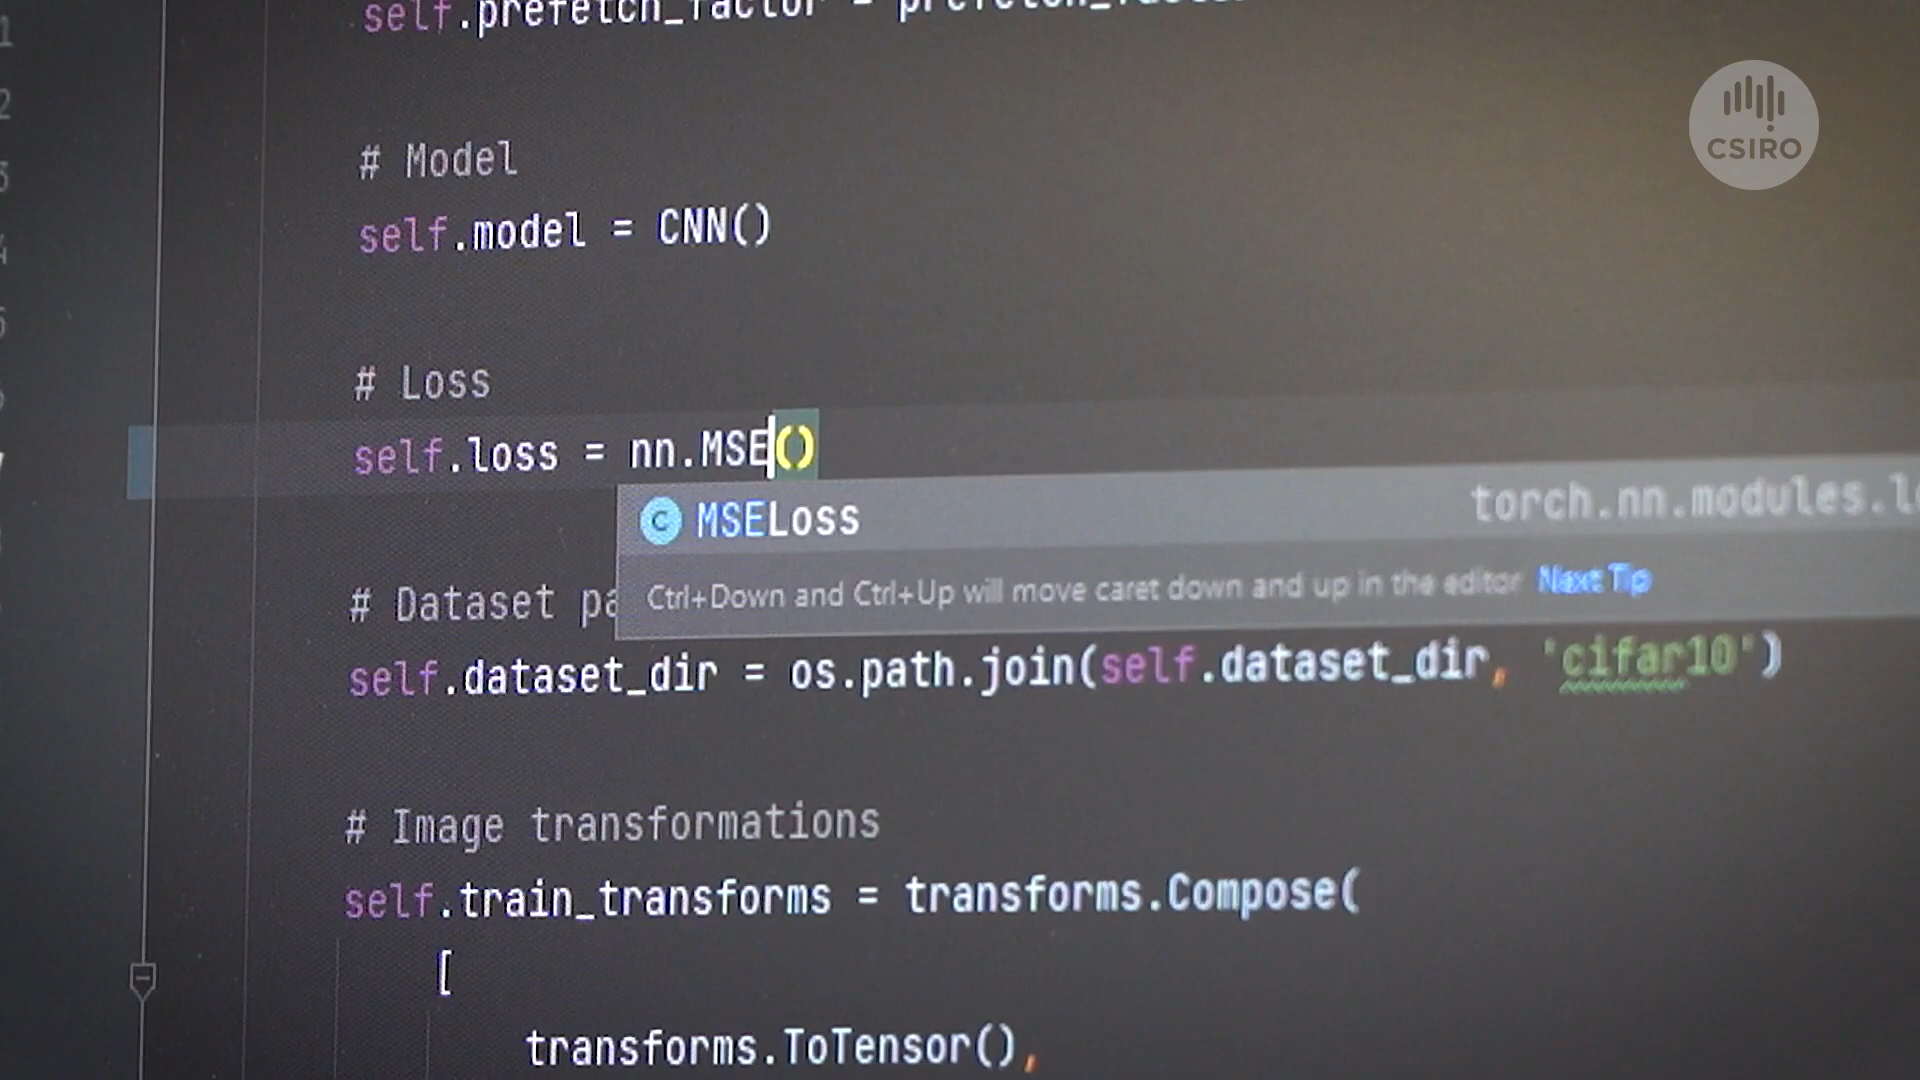 self.prefetch_factor =
CSIRO
# Model
self.model = CNN()
# Loss
self.loss = nn.MSE()
MSELoss torch.nn.modules.
Ctrl+Down and Ctrl+Up will move caret down and up in the editor Next Tip
# Dataset
self.dataset_dir = os.path.join(self.dataset_dir, 'cifar10')
# Image transformations
self.train_transforms = transforms.Compose(
[
transforms.ToTensor(),